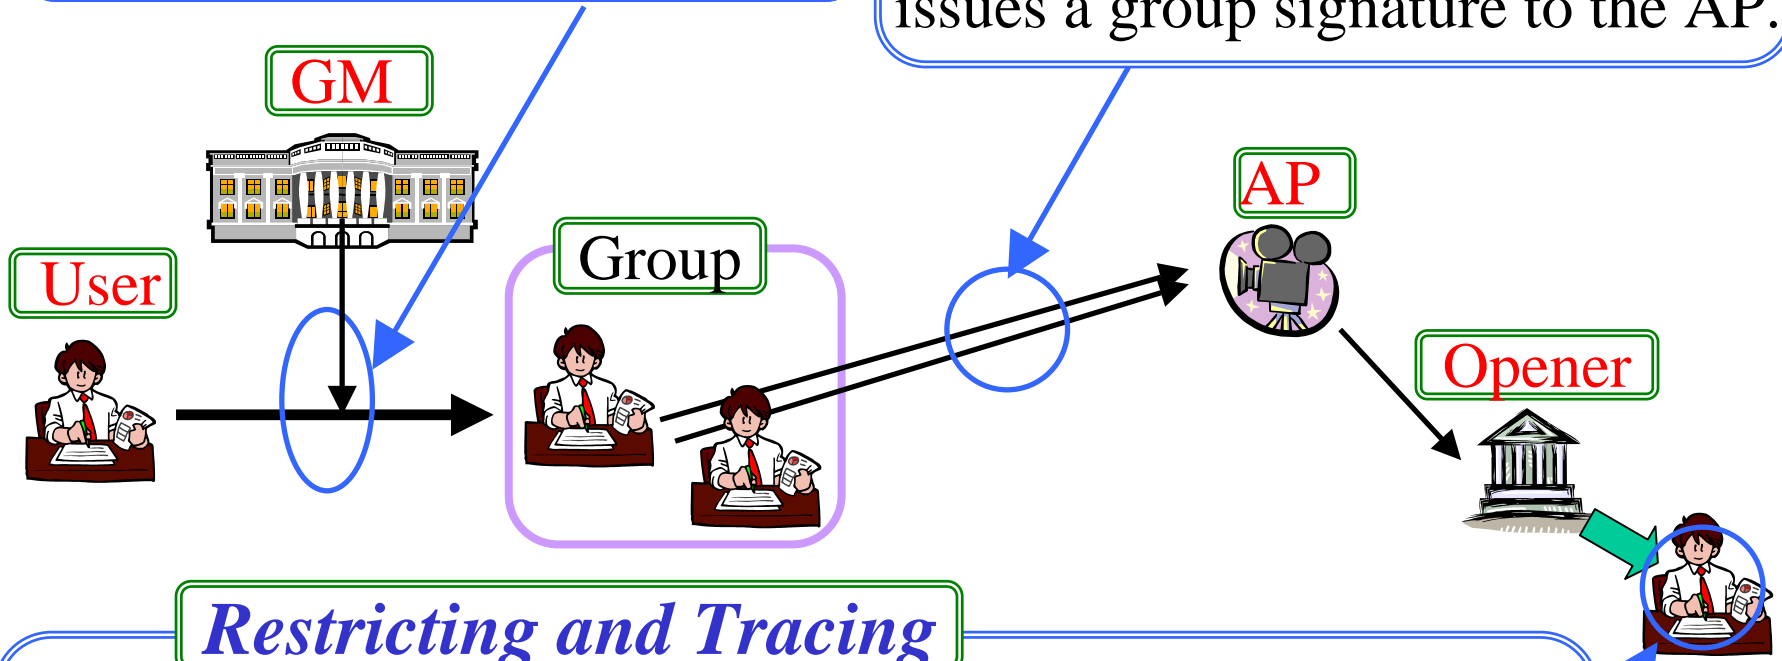 issues a group signature to the AP.
GM
AP
User
Group
Opener
Restricting and Tracing